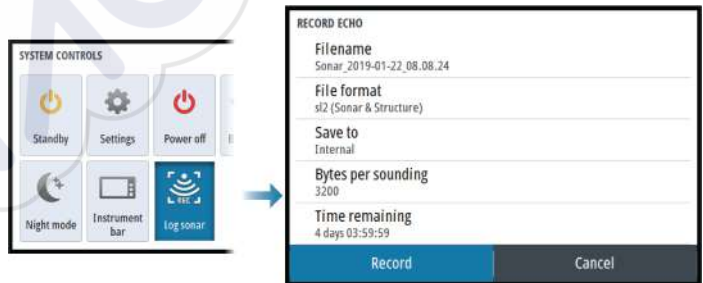 SYSTEM CONTROLS
Standby
Settings
Power off
Night mode
Instrument
bar
REC
Log sonar
RECORD ECHO
Filename
Sonar_2019-01-22_08.08.24
File format
sl2 (Sonar & Structure)
Save to
Internal
Bytes per sounding
3200
Time remaining
4 days 03:59:59
Record
Cancel